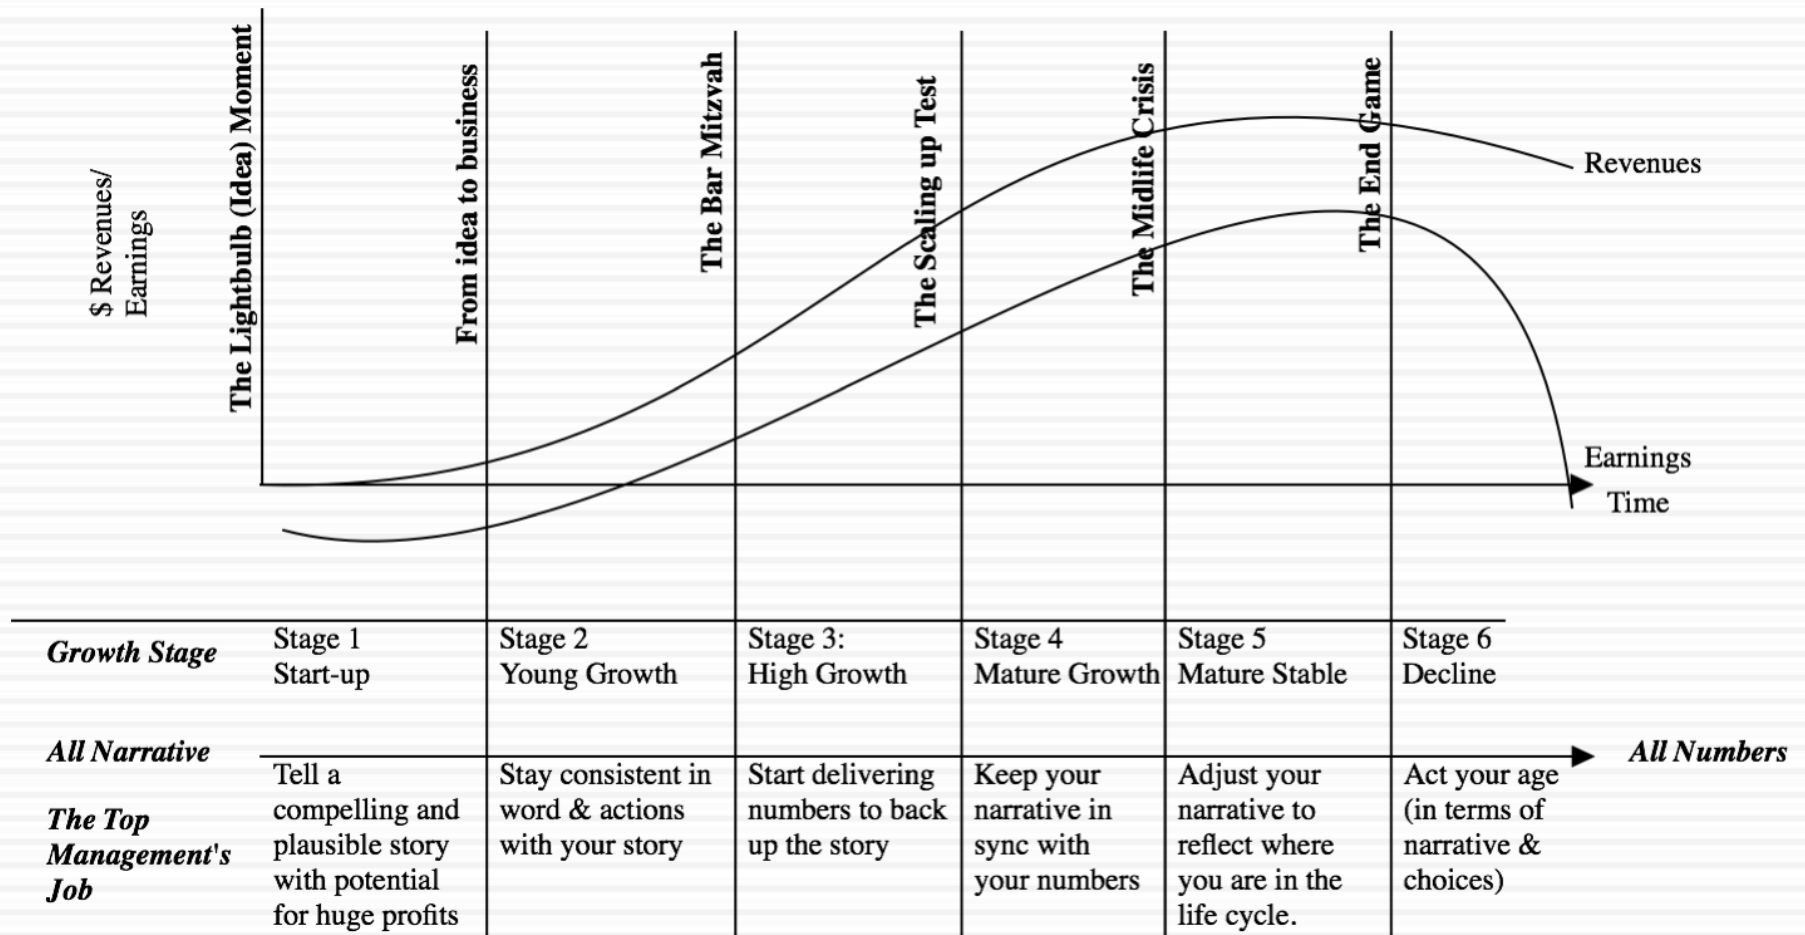 $ Revenues/
Earnings
The Lightbulb (Idea) Moment
From idea to business
The Bar Mitzvah
The Scaling up Test
The Midlife Crisis
The End Game
Revenues
Earnings
Time
Growth Stage
Stage 1
Start-up
Stage 2
Young Growth
Stage 3:
High Growth
Stage 4
Mature Growth
Stage 5
Mature Stable
Stage 6
Decline
All Narrative
All Numbers
The Top
Management's
Job
Tell a
compelling and
plausible story
with potential
for huge profits
Stay consistent in
word & actions
with your story
Start delivering
numbers to back
up the story
Keep your
narrative in
sync with
your numbers
Adjust your
narrative to
reflect where
you are in the
life cycle.
Act your age
(in terms of
narrative &
choices)